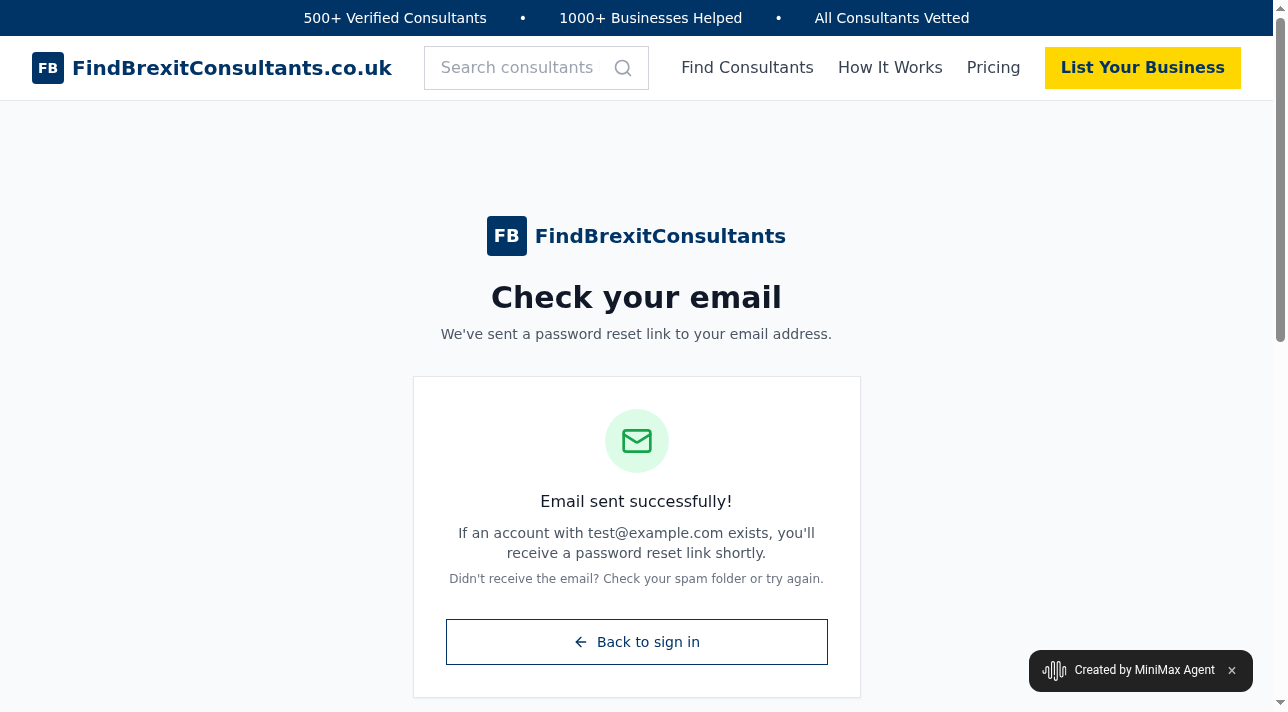 500+ Verified Consultants • 1000+ Businesses Helped • All Consultants Vetted
FB FindBrexitConsultants.co.uk Search consultants Find Consultants How It Works Pricing List Your Business
FB FindBrexitConsultants
Check your email
We've sent a password reset link to your email address.
Email sent successfully!
If an account with test@example.com exists, you'll
receive a password reset link shortly.
Didn't receive the email? Check your spam folder or try again.
Back to sign in
Created by MiniMax Agent ×